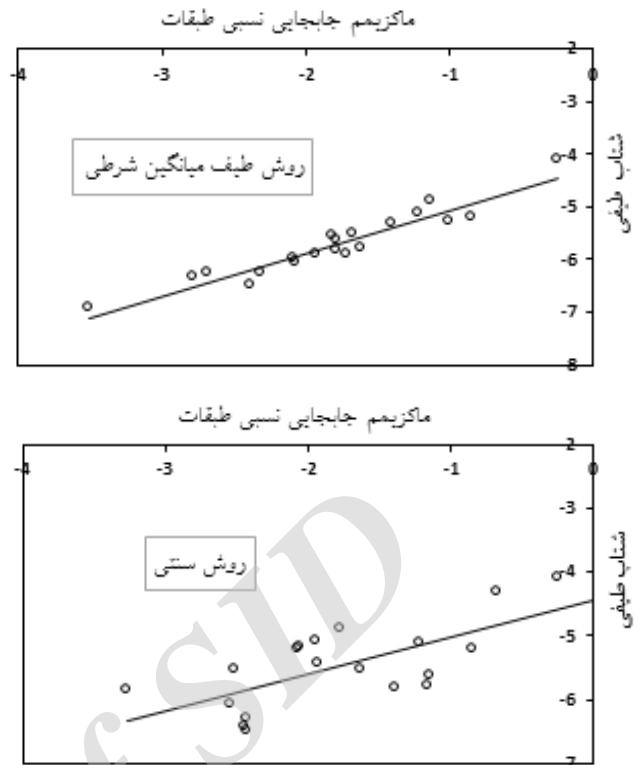 ماکزیمم جابجایی نسبی طبقات
-4 -3 -2 -1 0
2
-3
-4
-5
-6
-7
8
شتاب طیفی
روش طیف میانگین شرطی
ماکزیمم جابجایی نسبی طبقات
-4 -3 -2 -1 0
2
-3
-4
-5
-6
7
شتاب طیفی
روش سنتی
f SID